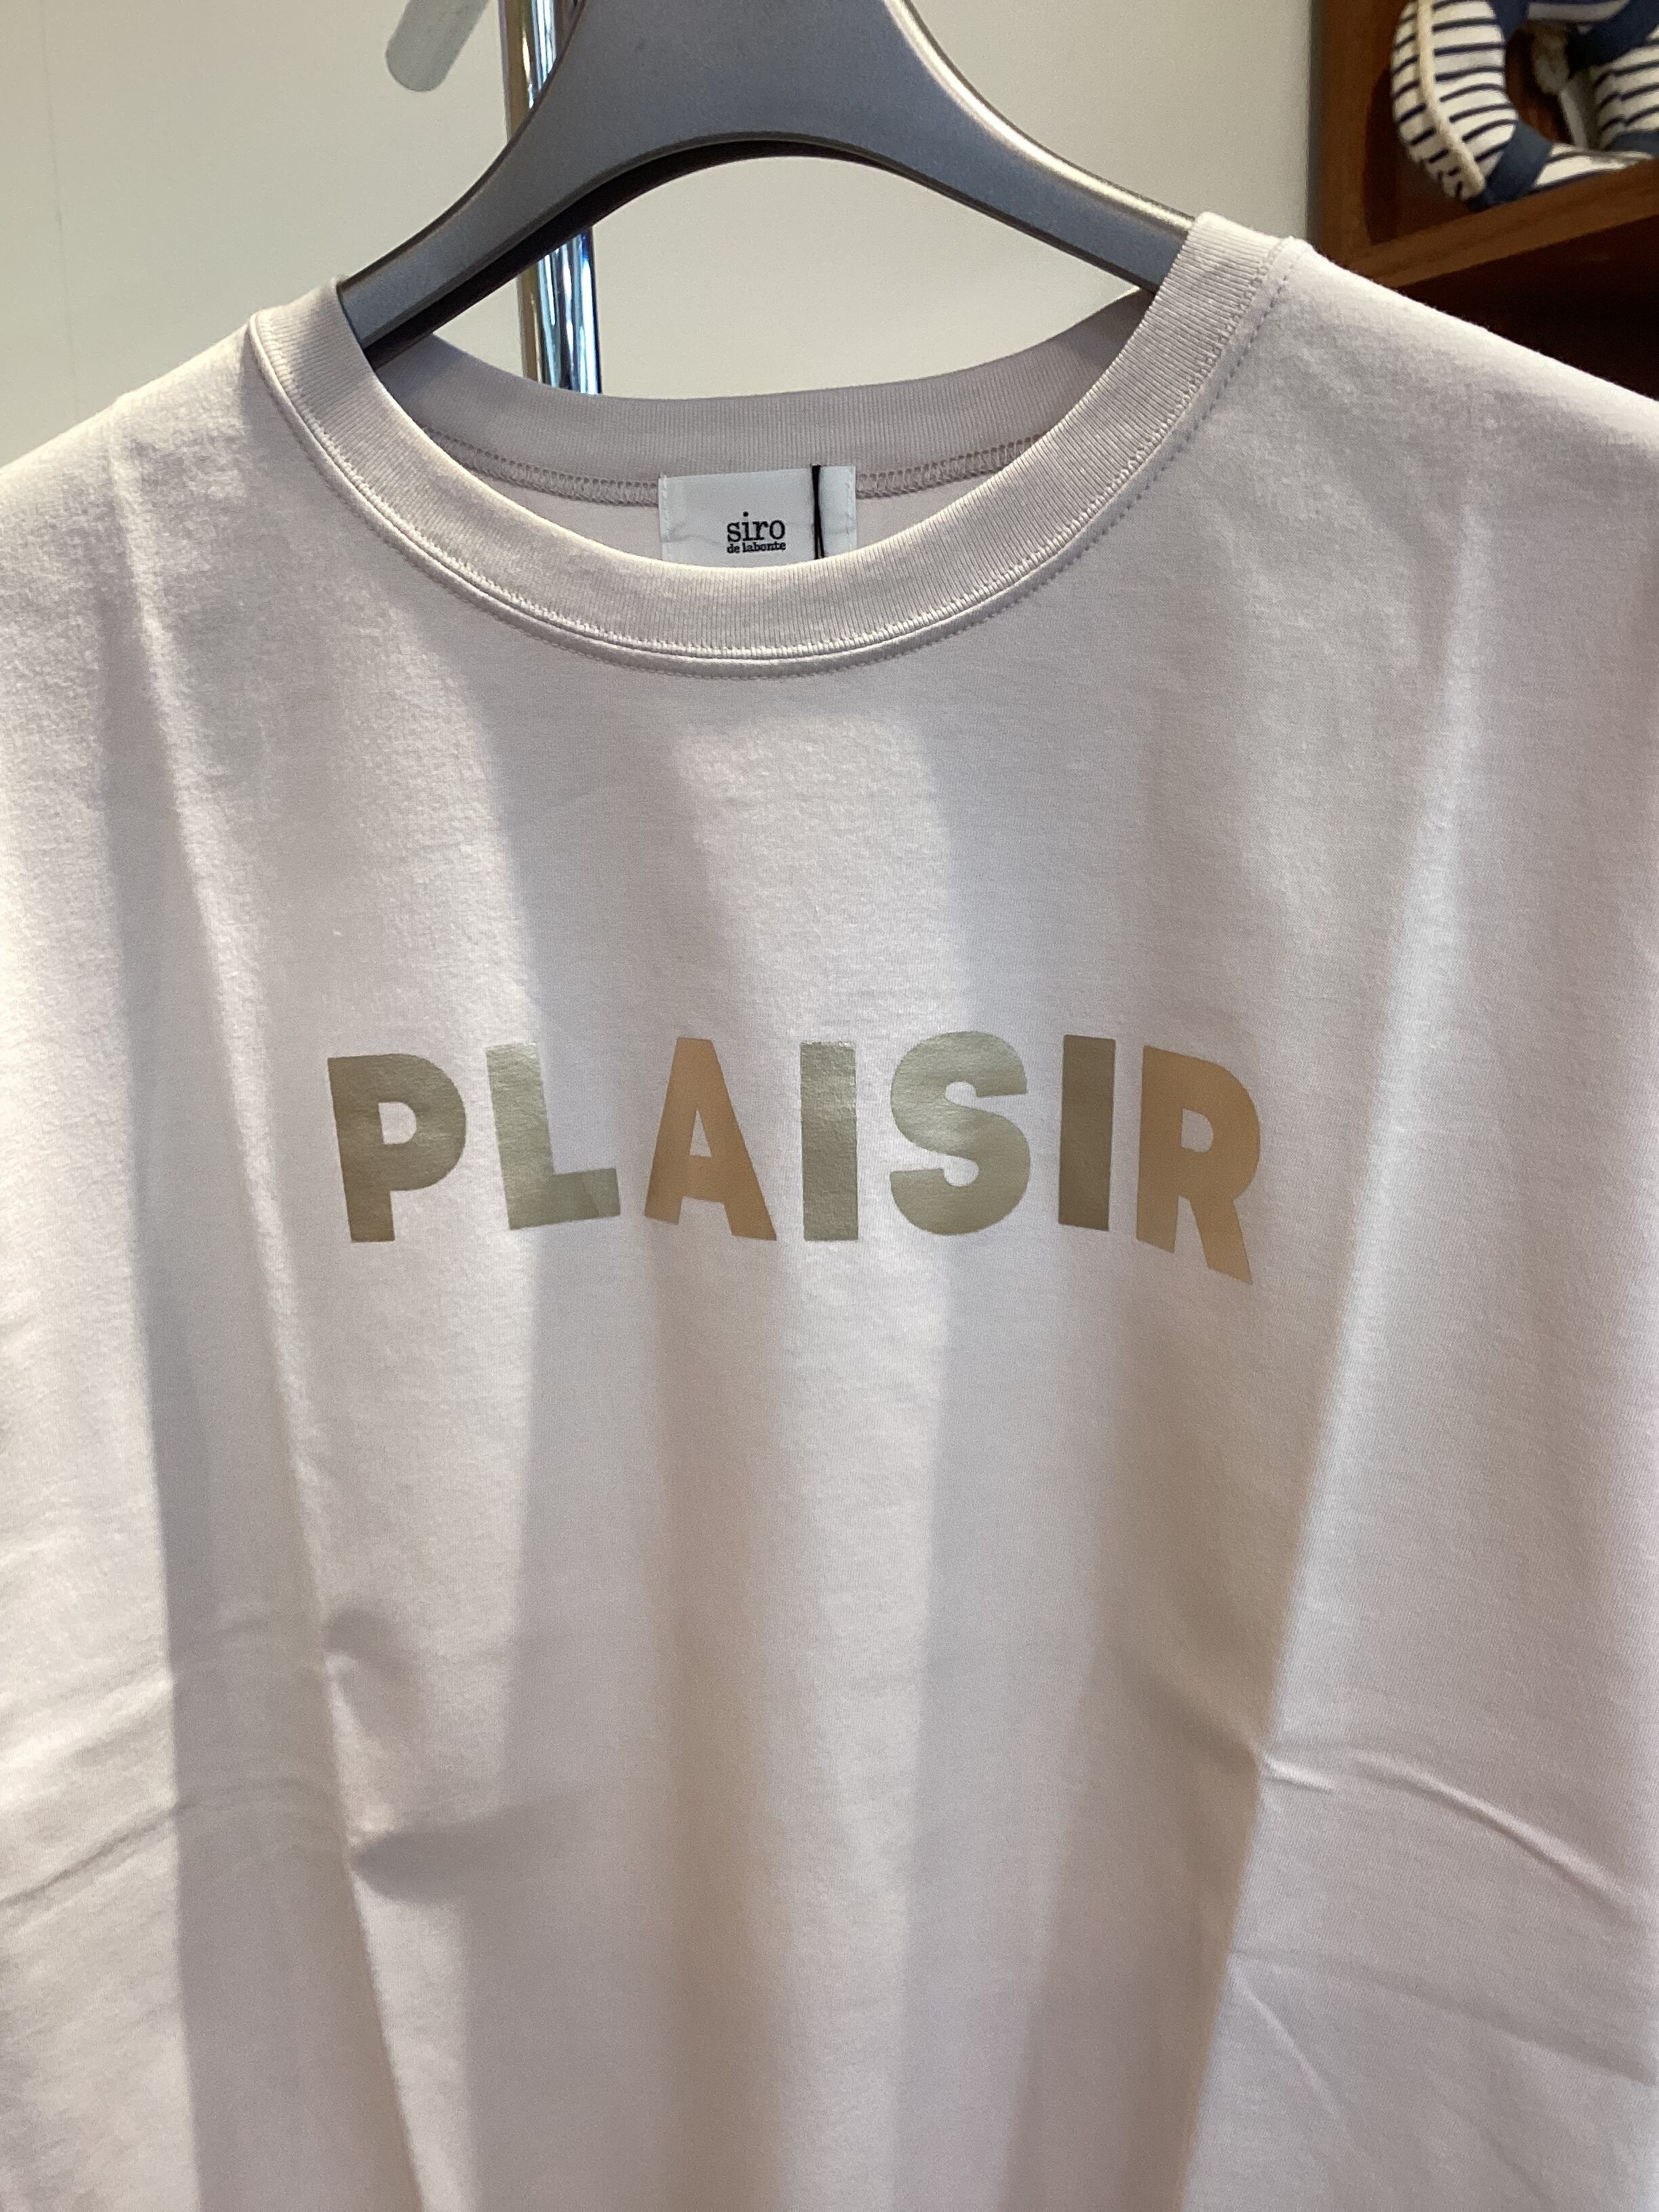 siro
de labonte
PLAISIR